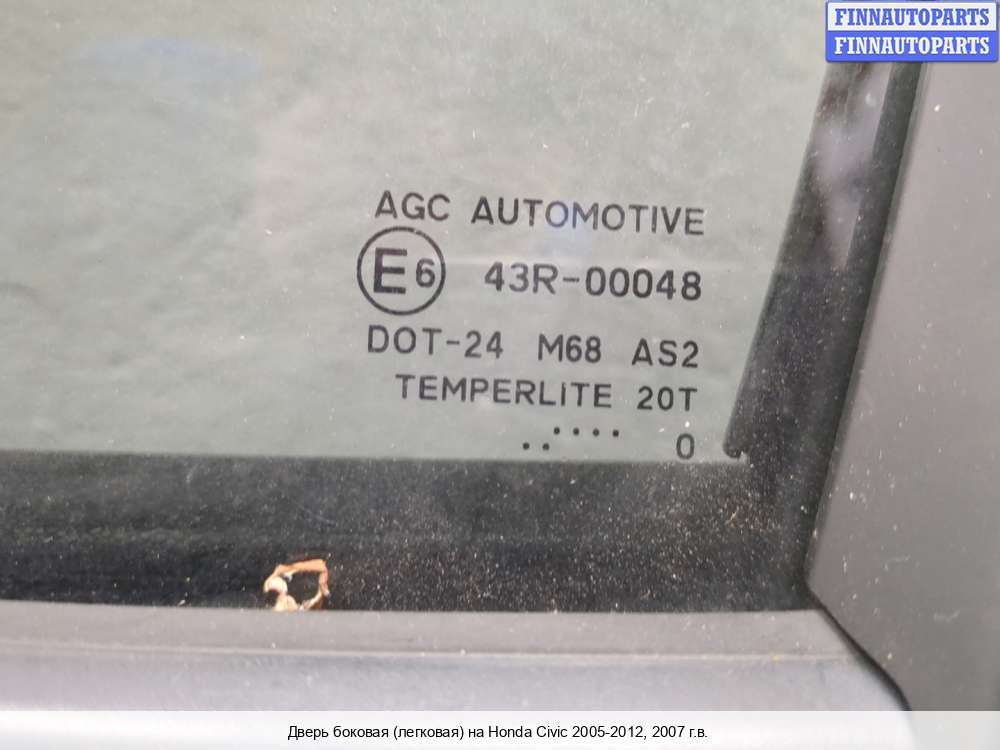 FINNAUTOPARTS
FINNAUTOPARTS
AGC AUTOMOTIVE
E6 43R-00048
DOT-24 M68 AS2
TEMPERLITE 20T
.. .... 0
Дверь боковая (легковая) на Honda Civic 2005-2012, 2007 г.в.